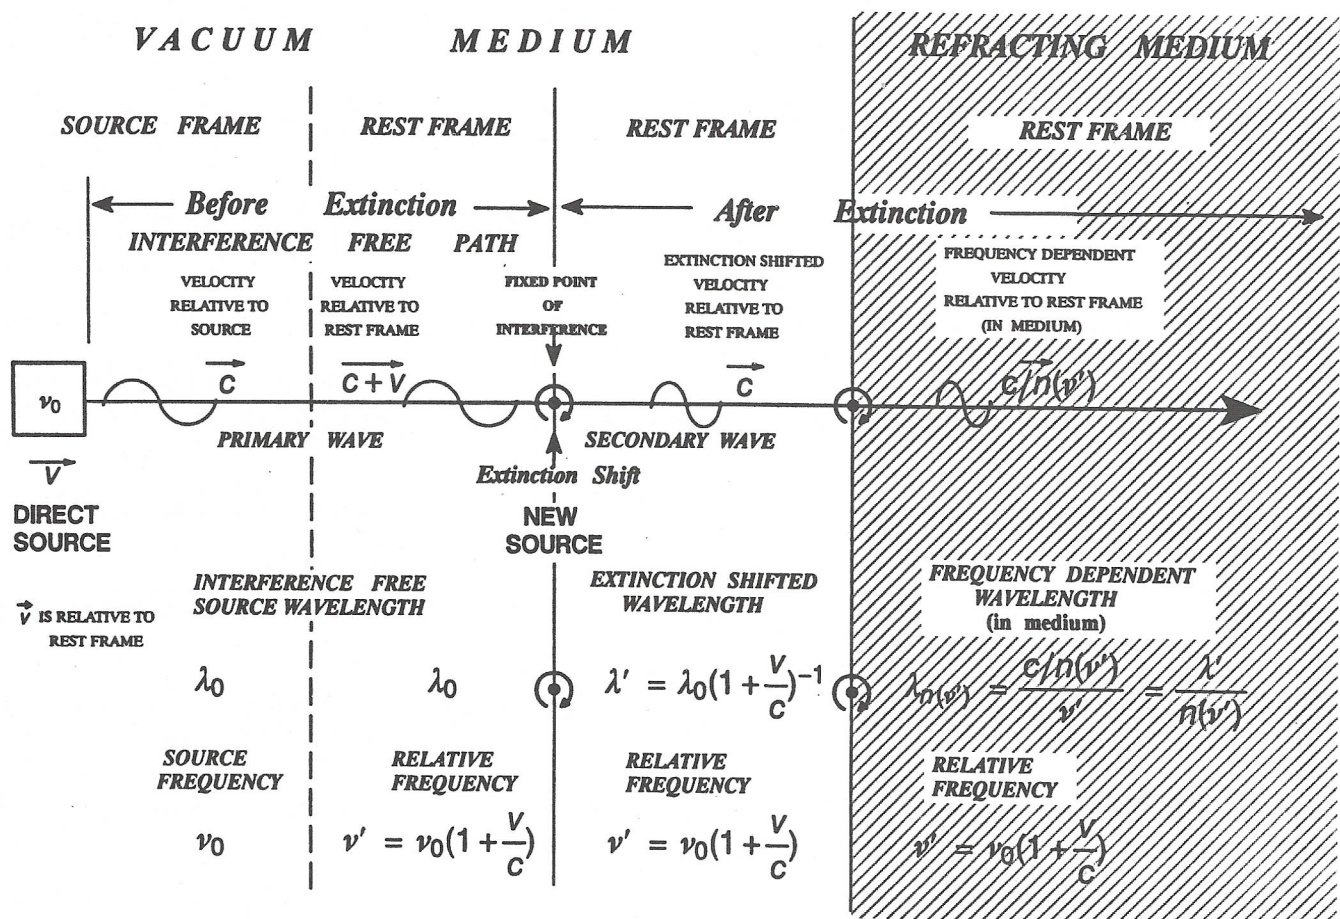 VACUUM MEDIUM REFRACTING MEDIUM
SOURCE FRAME REST FRAME REST FRAME REST FRAME
Before Extinction After Extinction
INTERFERENCE FREE PATH
VELOCITY
RELATIVE TO
SOURCE
VELOCITY
RELATIVE TO
REST FRAME
FIXED POINT
OF
INTERFERENCE
EXTINCTION SHIFTED
VELOCITY
RELATIVE TO
REST FRAME
FREQUENCY DEPENDENT
VELOCITY
RELATIVE TO REST FRAME
(IN MEDIUM)
ν₀
C
C + V
C
c/n(ν′)
PRIMARY WAVE
SECONDARY WAVE
V
Extinction Shift
DIRECT
SOURCE
NEW
SOURCE
V IS RELATIVE TO
REST FRAME
INTERFERENCE FREE
SOURCE WAVELENGTH
EXTINCTION SHIFTED
WAVELENGTH
FREQUENCY DEPENDENT
WAVELENGTH
(in medium)
λ₀
λ₀
λ′ = λ₀(1 + V/C)⁻¹
λn(ν′) = c/n(ν′)/ν′ = λ′/n(ν′)
SOURCE
FREQUENCY
RELATIVE
FREQUENCY
RELATIVE
FREQUENCY
RELATIVE
FREQUENCY
ν₀
ν′ = ν₀(1 + V/C)
ν′ = ν₀(1 + V/C)
ν′ = ν₀(1 + V/C)